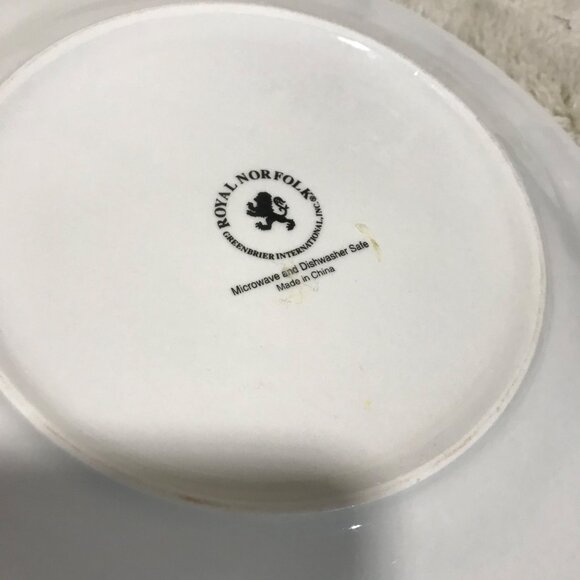 ROYAL NORFOLK®
GREENBRIER INTERNATIONAL, INC.
Microwave and Dishwasher Safe
Made in China